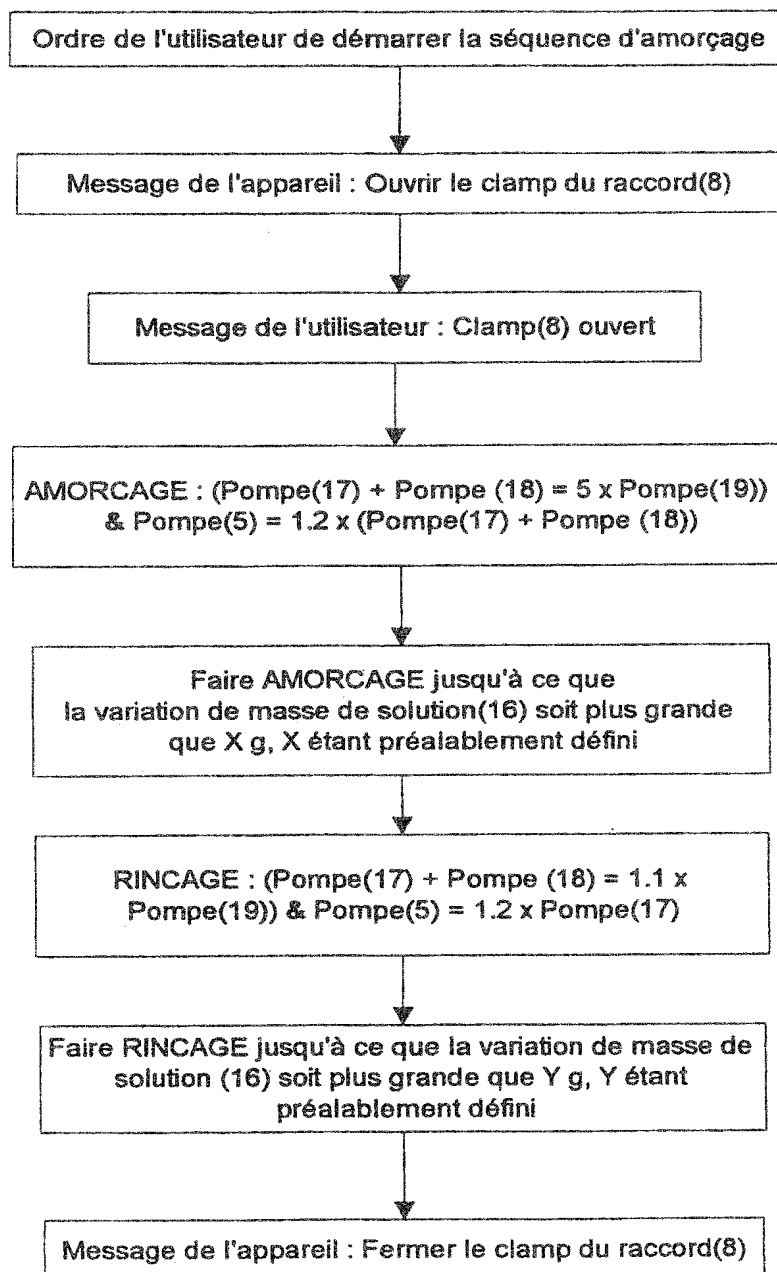 Ordre de l'utilisateur de démarrer la séquence d'amorçage
Message de l'appareil : Ouvrir le clamp du raccord(8)
Message de l'utilisateur : Clamp(8) ouvert
AMORCAGE : (Pompe(17) + Pompe (18) = 5 x Pompe(19))
& Pompe(5) = 1.2 x (Pompe(17) + Pompe (18))
Faire AMORCAGE jusqu'à ce que
la variation de masse de solution(16) soit plus grande
que X g, X étant préalablement défini
RINCAGE : (Pompe(17) + Pompe (18) = 1.1 x
Pompe(19)) & Pompe(5) = 1.2 x Pompe(17)
Faire RINCAGE jusqu'à ce que la variation de masse de
solution (16) soit plus grande que Y g, Y étant
préalablement défini
Message de l'appareil : Fermer le clamp du raccord(8)